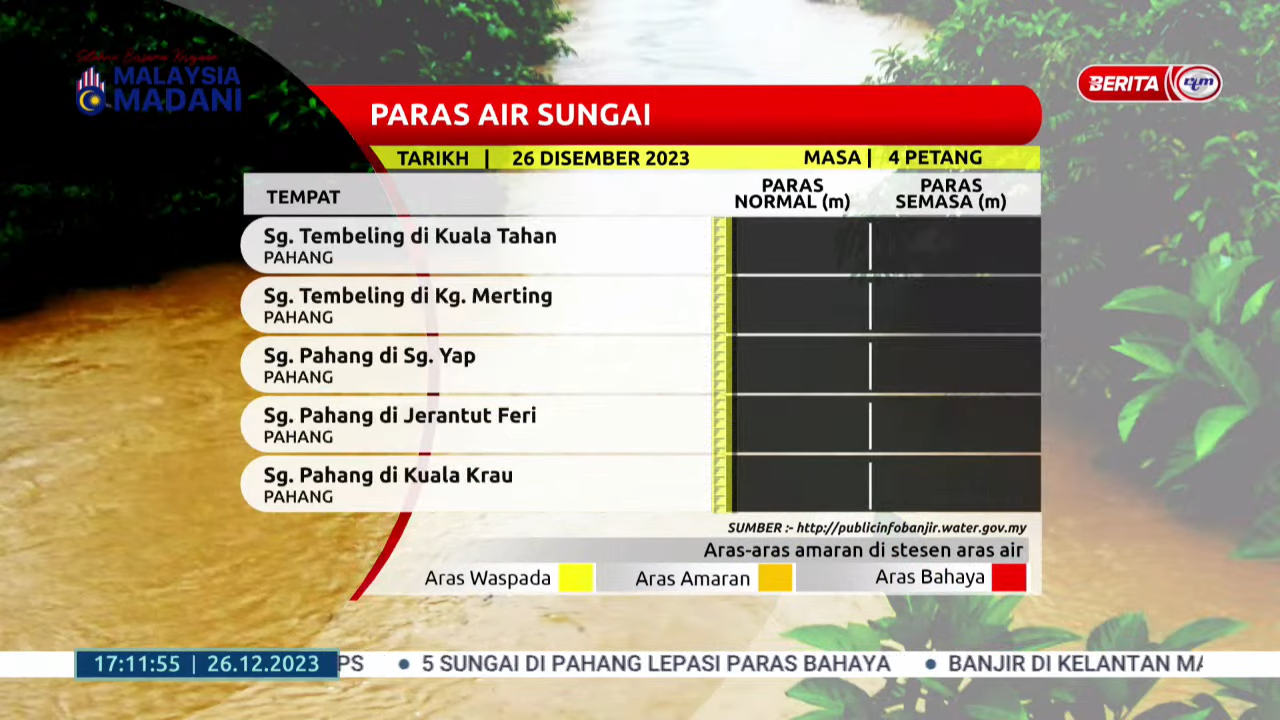 MALAYSIA
MADANI
BERITA rtm
PARAS AIR SUNGAI
TARIKH | 26 DISEMBER 2023 MASA | 4 PETANG
TEMPAT PARAS NORMAL (m) PARAS SEMASA (m)
Sg. Tembeling di Kuala Tahan
PAHANG
Sg. Tembeling di Kg. Merting
PAHANG
Sg. Pahang di Sg. Yap
PAHANG
Sg. Pahang di Jerantut Feri
PAHANG
Sg. Pahang di Kuala Krau
PAHANG
SUMBER :- http://publicinfobanjir.water.gov.my
Aras-aras amaran di stesen aras air
Aras Waspada Aras Amaran Aras Bahaya
17:11:55 | 26.12.2023 PS • 5 SUNGAI DI PAHANG LEPASI PARAS BAHAYA • BANJIR DI KELANTAN